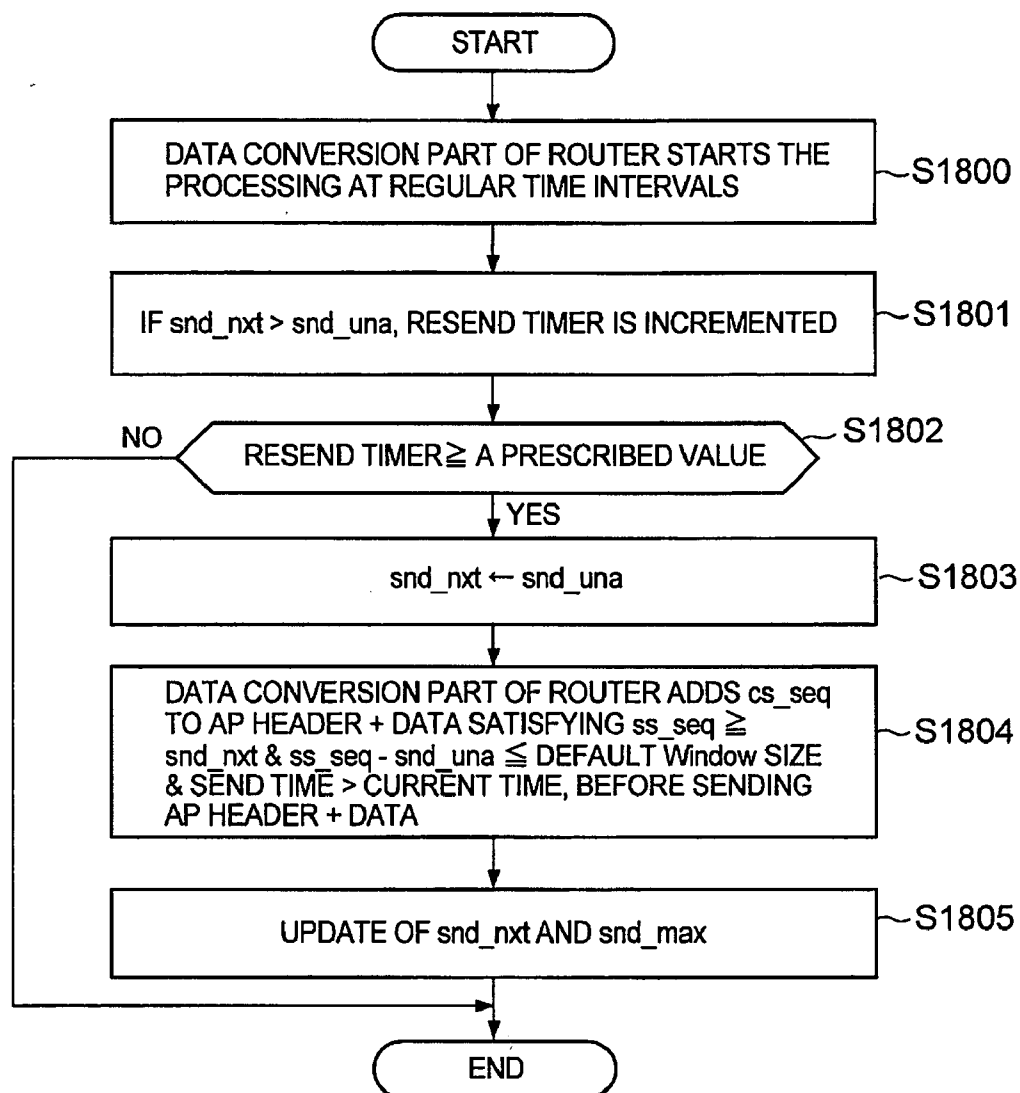 START
DATA CONVERSION PART OF ROUTER STARTS THE
PROCESSING AT REGULAR TIME INTERVALS
S1800
IF snd_nxt > snd_una, RESEND TIMER IS INCREMENTED
S1801
NO
RESEND TIMER ≧ A PRESCRIBED VALUE
S1802
YES
snd_nxt ← snd_una
S1803
DATA CONVERSION PART OF ROUTER ADDS cs_seq
TO AP HEADER + DATA SATISFYING ss_seq ≧
snd_nxt & ss_seq - snd_una ≦ DEFAULT Window SIZE
& SEND TIME > CURRENT TIME, BEFORE SENDING
AP HEADER + DATA
S1804
UPDATE OF snd_nxt AND snd_max
S1805
END